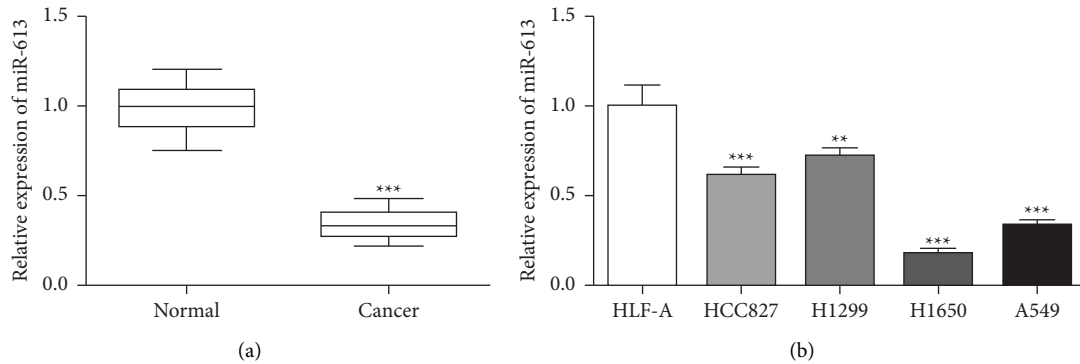 Relative expression of miR-613
1.5
1.0
0.5
0.0
***
Normal
Cancer
(a)
Relative expression of miR-613
1.5
1.0
0.5
0.0
***
**
***
***
HLF-A
HCC827
H1299
H1650
A549
(b)